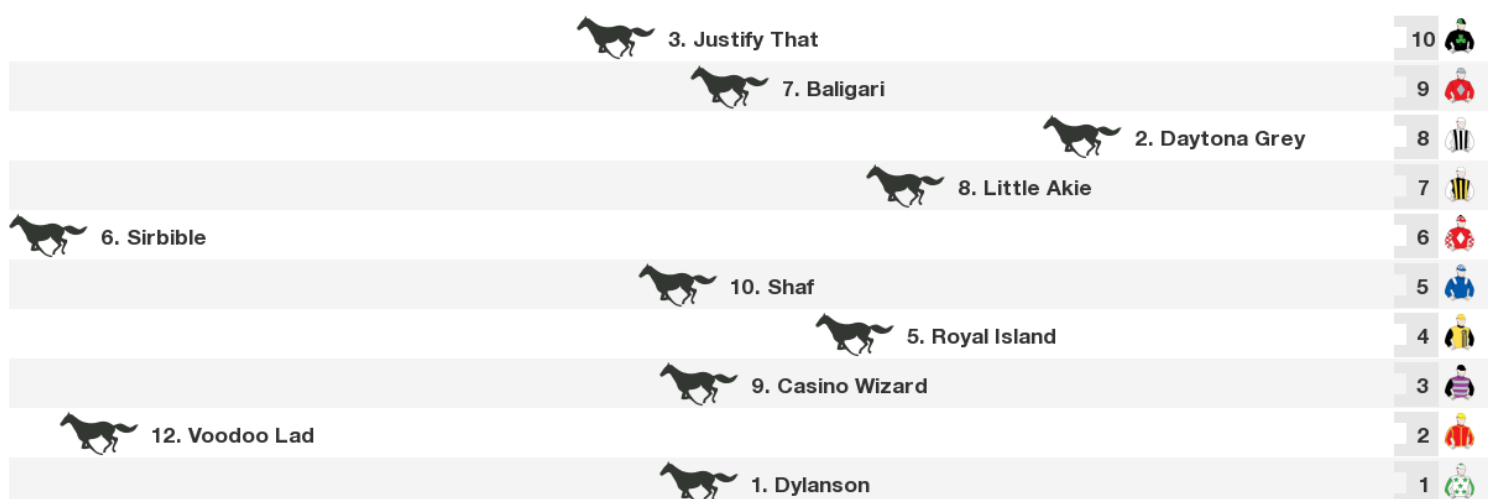 3. Justify That 10
7. Baligari 9
2. Daytona Grey 8
8. Little Akie 7
6. Sirbible 6
10. Shaf 5
5. Royal Island 4
9. Casino Wizard 3
12. Voodoo Lad 2
1. Dylanson 1